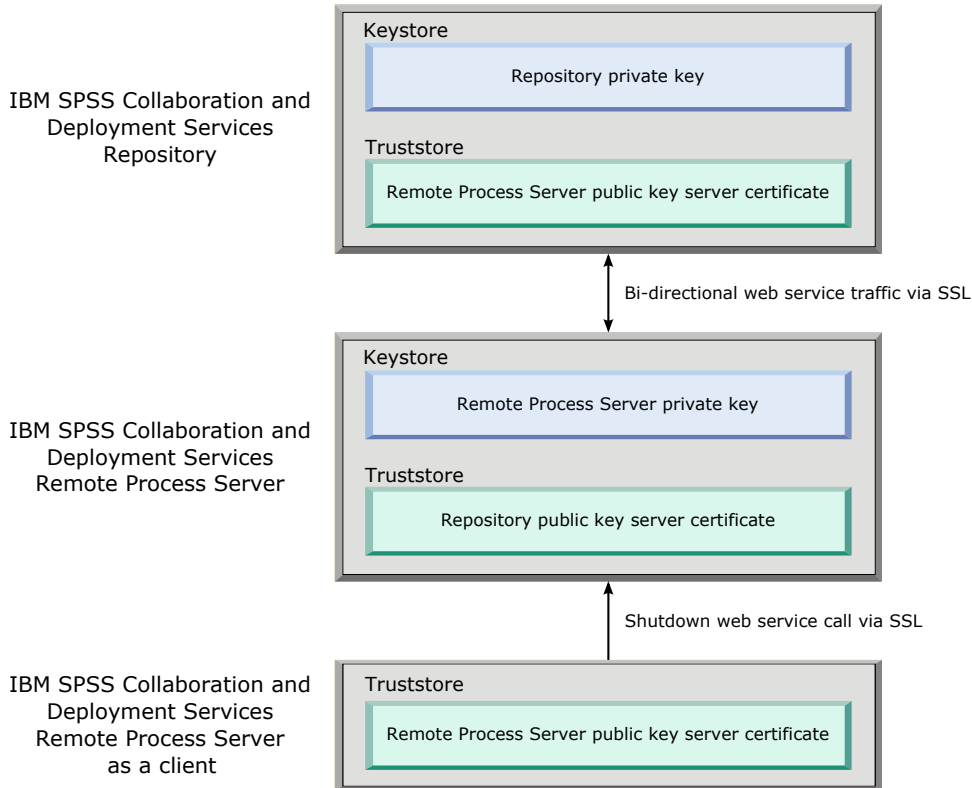 Keystore
Repository private key
IBM SPSS Collaboration and
Deployment Services
Repository
Truststore
Remote Process Server public key server certificate
Bi-directional web service traffic via SSL
Keystore
Remote Process Server private key
IBM SPSS Collaboration and
Deployment Services
Remote Process Server
Truststore
Repository public key server certificate
Shutdown web service call via SSL
IBM SPSS Collaboration and
Deployment Services
Remote Process Server
as a client
Truststore
Remote Process Server public key server certificate